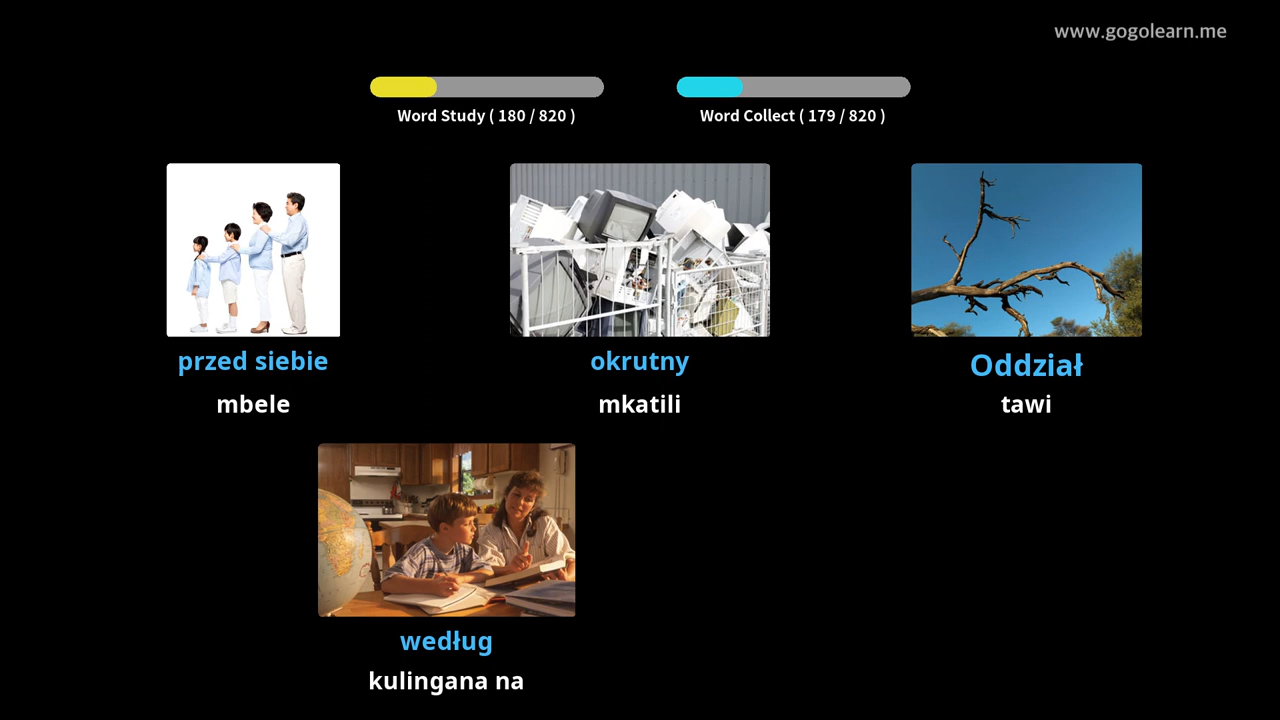 www.gogolearn.me
Word Study ( 180 / 820 )
Word Collect ( 179 / 820 )
przed siebie
mbele
okrutny
mkatili
Oddział
tawi
według
kulingana na